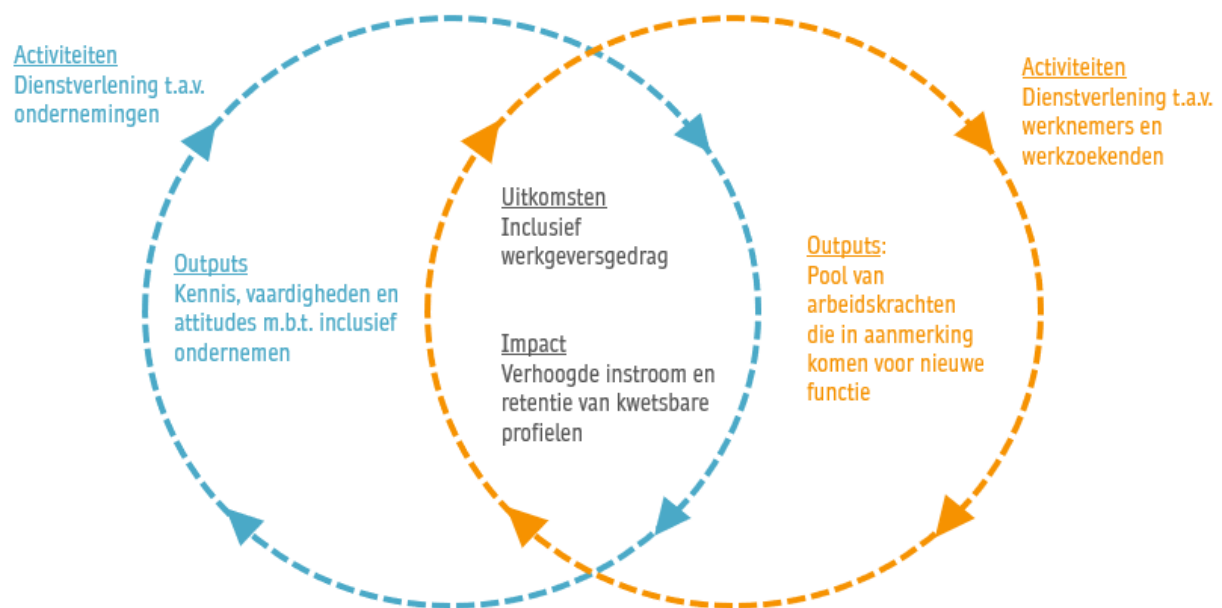 Activiteiten
Dienstverlening t.a.v.
ondernemingen
Activiteiten
Dienstverlening t.a.v.
werknemers en
werkzoekenden
Outputs
Kennis, vaardigheden en
attitudes m.b.t. inclusief
ondernemen
Uitkomsten
Inclusief
werkgeversgedrag
Impact
Verhoogde instroom en
retentie van kwetsbare
profielen
Outputs:
Pool van
arbeidskrachten
die in aanmerking
komen voor nieuwe
functie